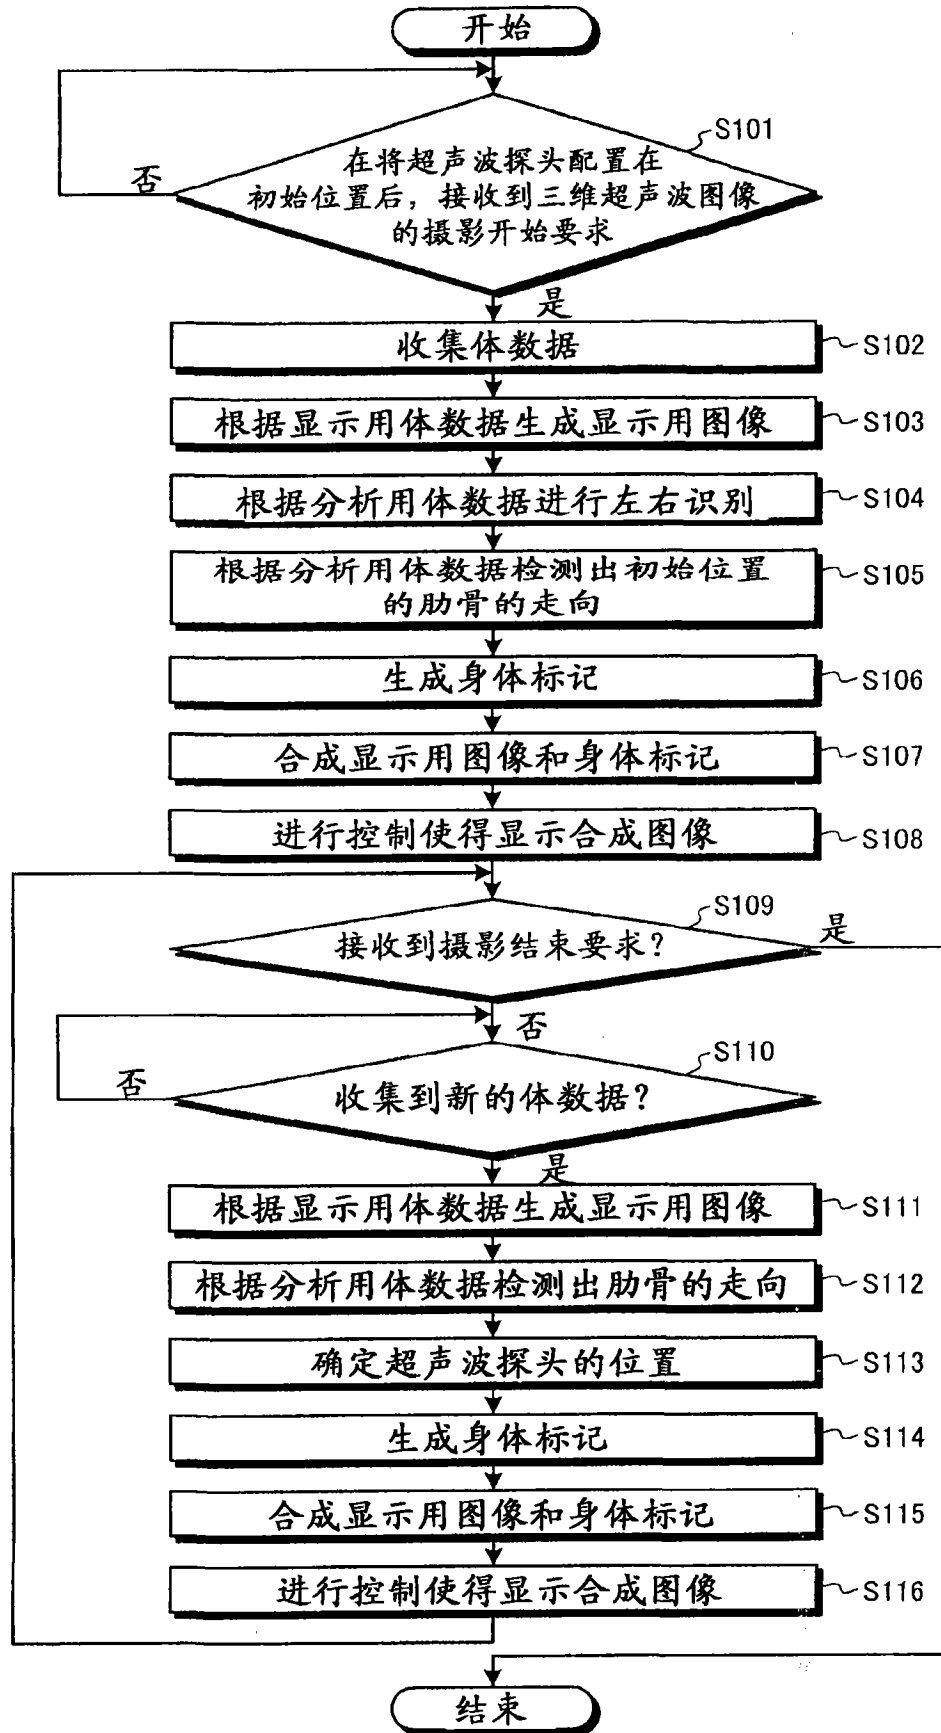 开始
S101
在将超声波探头配置在
初始位置后，接收到三维超声波图像
的摄影开始要求
否
是
收集体数据
S102
根据显示用体数据生成显示用图像
S103
根据分析用体数据进行左右识别
S104
根据分析用体数据检测出初始位置
的肋骨的走向
S105
生成身体标记
S106
合成显示用图像和身体标记
S107
进行控制使得显示合成图像
S108
S109
接收到摄影结束要求？
是
否
S110
收集到新的体数据？
否
是
根据显示用体数据生成显示用图像
S111
根据分析用体数据检测出肋骨的走向
S112
确定超声波探头的位置
S113
生成身体标记
S114
合成显示用图像和身体标记
S115
进行控制使得显示合成图像
S116
结束